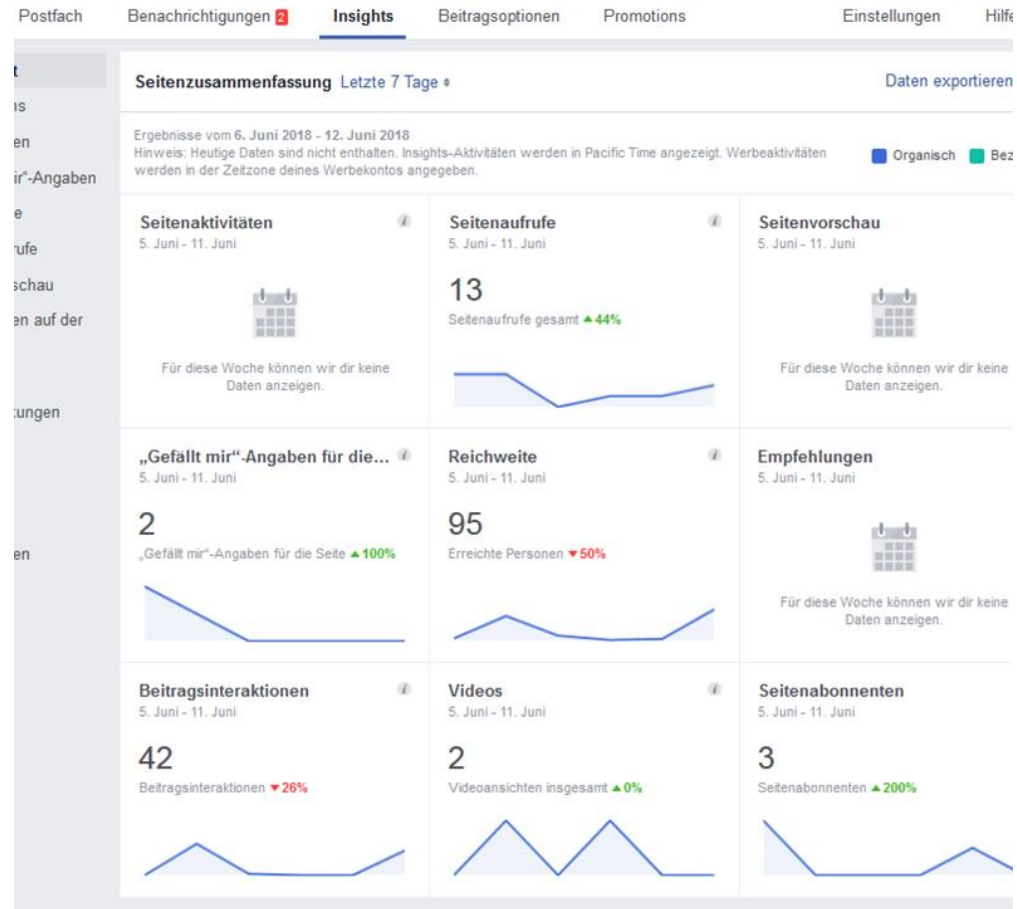 Postfach Benachrichtigungen 2 Insights Beitragsoptionen Promotions Einstellungen Hilfe
t
ns
en
ir“-Angaben
e
rufe
schau
en auf der
tungen
en
Seitenzusammenfassung Letzte 7 Tage Daten exportieren
Ergebnisse vom 6. Juni 2018 - 12. Juni 2018
Hinweis: Heutige Daten sind nicht enthalten. Insights-Aktivitäten werden in Pacific Time angezeigt. Werbeaktivitäten
werden in der Zeitzone deines Werbekontos angegeben.
Organisch Bez
Seitenaktivitäten
5. Juni - 11. Juni
Für diese Woche können wir dir keine
Daten anzeigen.
Seitenaufrufe
5. Juni - 11. Juni
13
Seitenaufrufe gesamt ▲44%
Seitenvorschau
5. Juni - 11. Juni
Für diese Woche können wir dir keine
Daten anzeigen.
„Gefällt mir“-Angaben für die...
5. Juni - 11. Juni
2
„Gefällt mir“-Angaben für die Seite ▲100%
Reichweite
5. Juni - 11. Juni
95
Erreichte Personen ▼50%
Empfehlungen
5. Juni - 11. Juni
Für diese Woche können wir dir keine
Daten anzeigen.
Beitragsinteraktionen
5. Juni - 11. Juni
42
Beitragsinteraktionen ▼26%
Videos
5. Juni - 11. Juni
2
Videoansichten insgesamt ▲0%
Seitenabonnenten
5. Juni - 11. Juni
3
Seitenabonnenten ▲200%